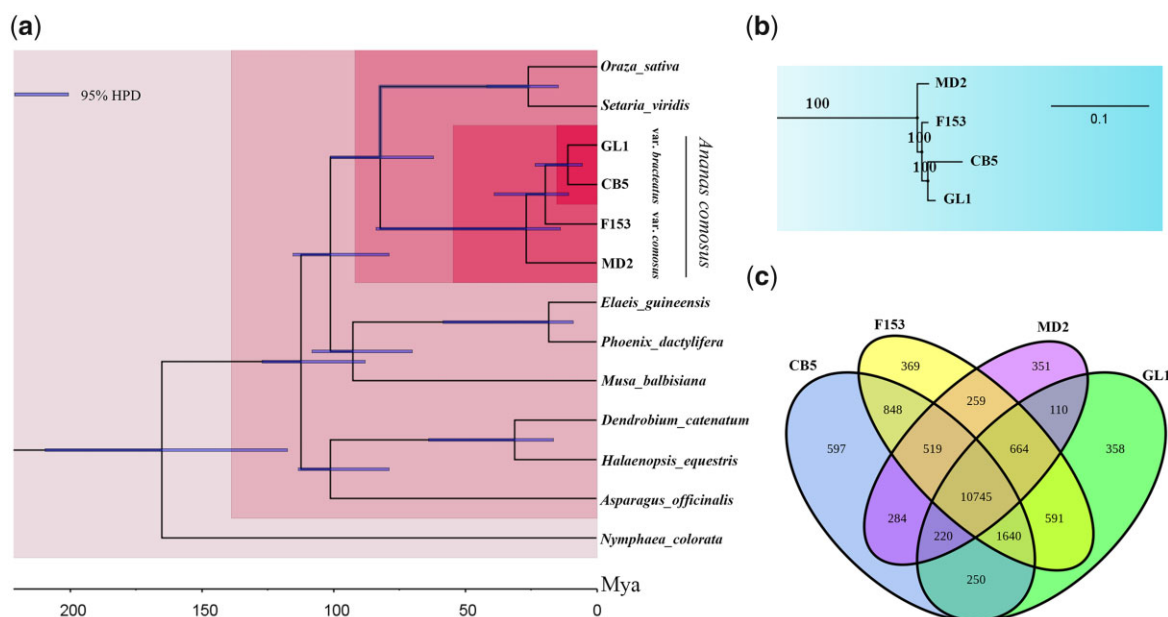 (a)
95% HPD
Oraza_sativa
Setaria_viridis
GL1
CB5
F153
MD2
var. bracteatus
var. comosus
Ananas comosus
Elaeis_guineensis
Phoenix_dactylifera
Musa_balbisiana
Dendrobium_catenatum
Halaenopsis_equestris
Asparagus_officinalis
Nymphaea_colorata
Mya
200
150
100
50
0
(b)
100
MD2
F153
100
CB5
100
GL1
0.1
(c)
F153
MD2
CB5
GL1
369
351
848
259
110
597
519
664
358
10745
284
591
220
1640
250